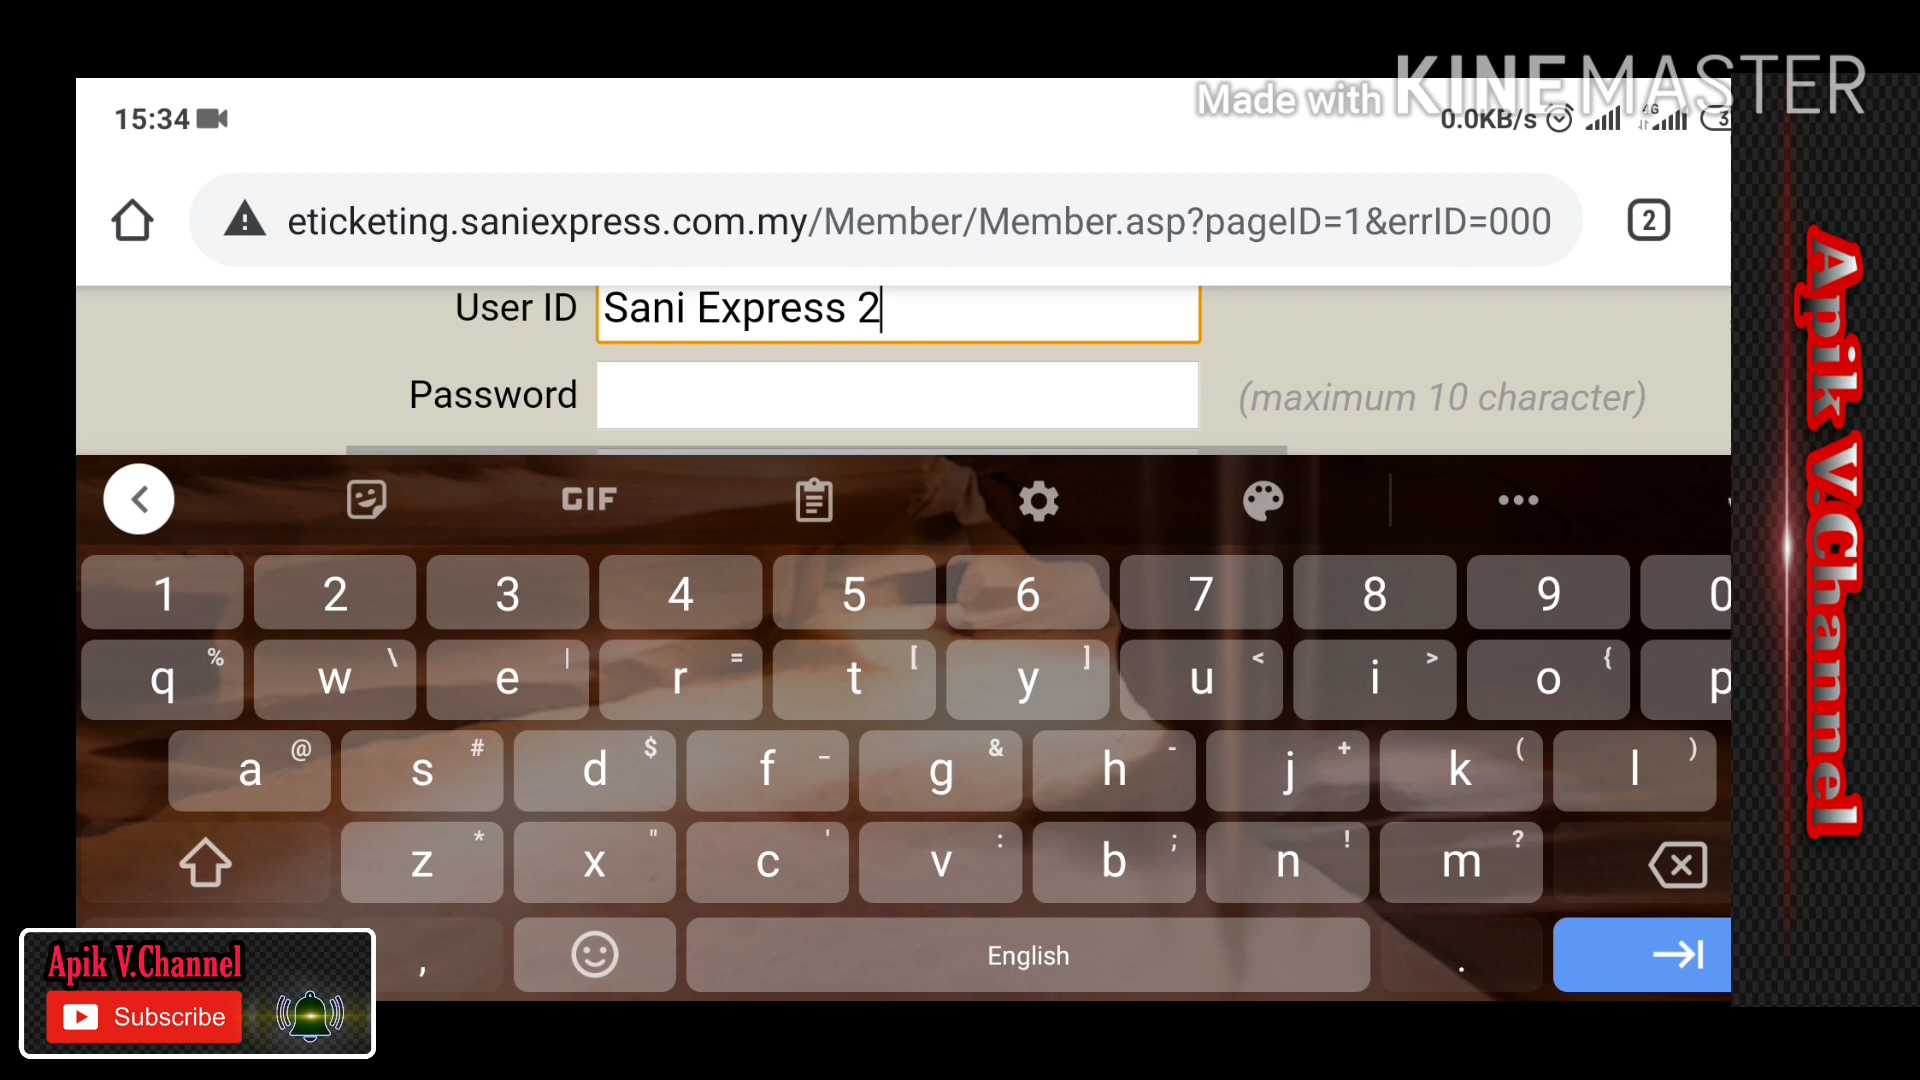 Made with KINEMASTER
15:34
0.0KB/s
4G
3
eticketing.saniexpress.com.my/Member/Member.asp?pageID=1&errID=000
2
User ID
Sani Express 2
Password
(maximum 10 character)
GIF
1 2 3 4 5 6 7 8 9 0
% \ | = [ ] < > {
q w e r t y u i o p
@ # $ _ & - + ( )
a s d f g h j k l
* " ' : ; ! ?
z x c v b n m
, English .
Apik V.Channel
Subscribe
Apik V.Channel